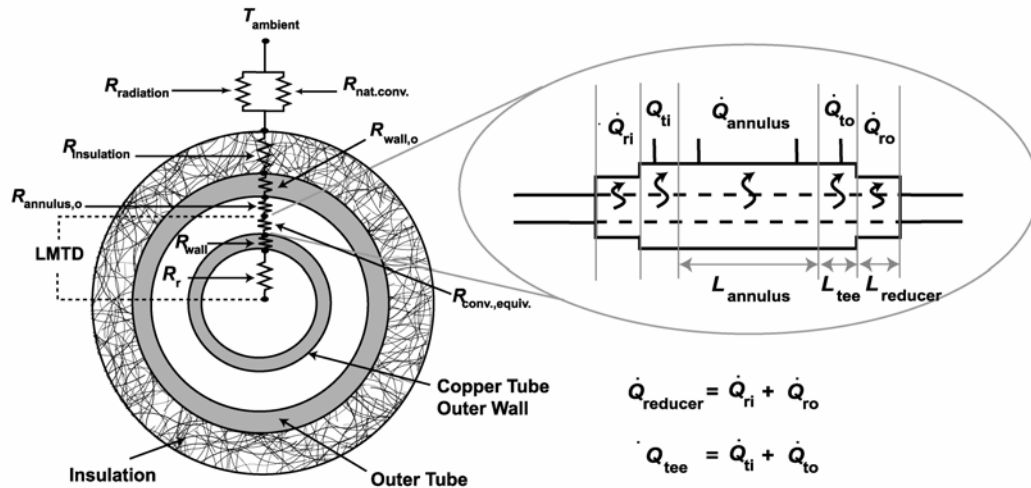 T_ambient
R_radiation
R_nat.conv.
R_insulation
R_wall,o
R_annulus,o
LMTD
R_wall
R_r
R_conv.,equiv.
Copper Tube
Outer Wall
Insulation
Outer Tube
Q̇_ri
Q̇_ti
Q̇_annulus
Q̇_to
Q̇_ro
L_annulus
L_tee
L_reducer
Q̇_reducer = Q̇_ri + Q̇_ro
Q̇_tee = Q̇_ti + Q̇_to